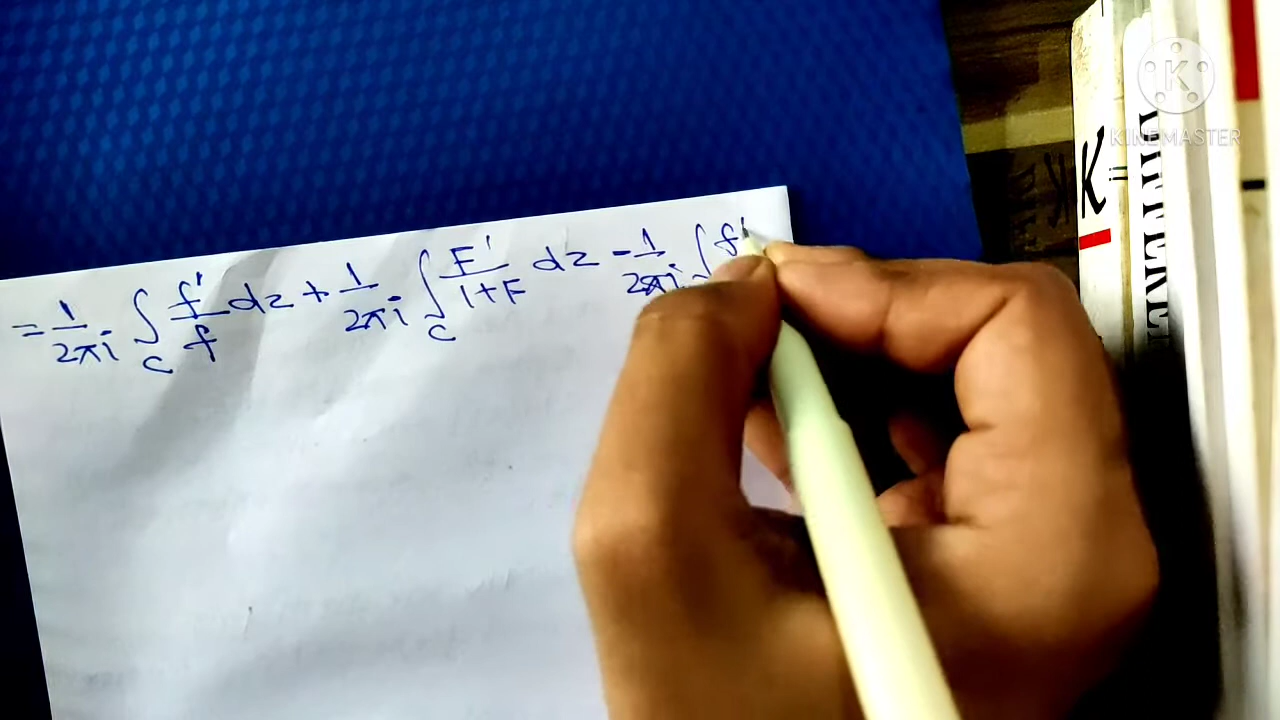 = 1/2πi ∫_C f'/f dz + 1/2πi ∫_C F'/1+F dz - 1/2πi ∫ f'
K
KINEMASTER
K=